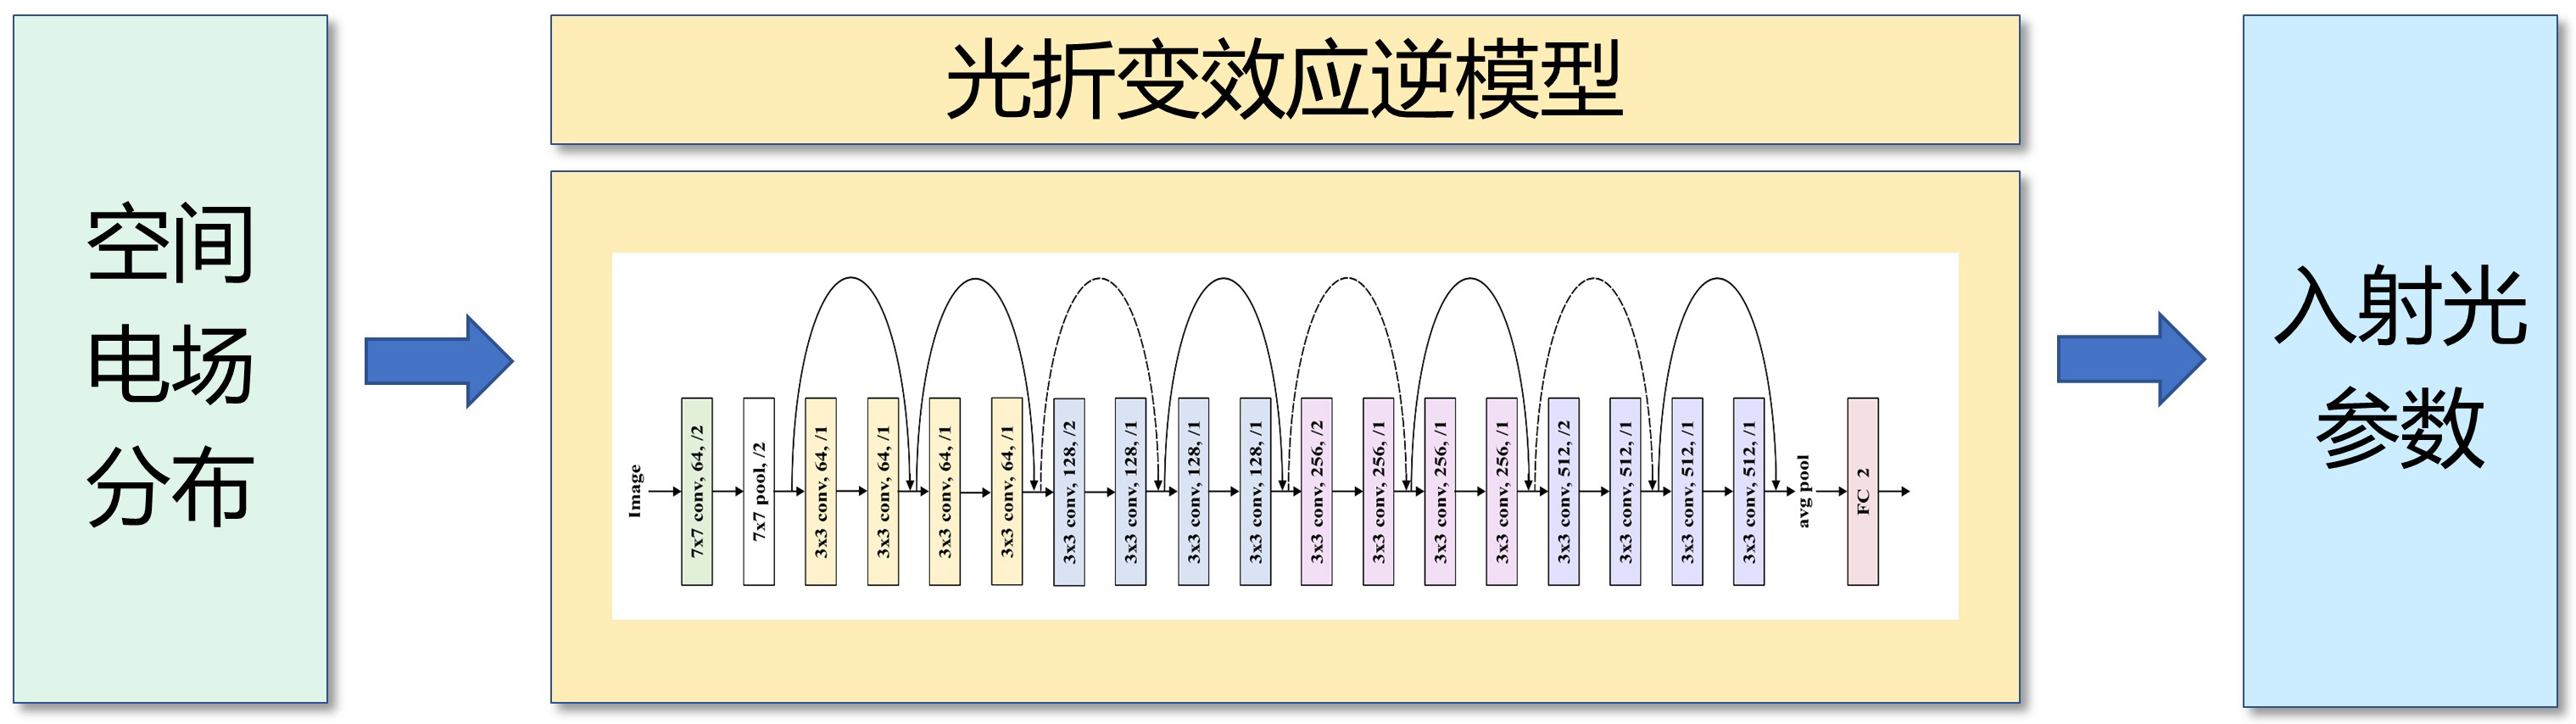 空间
电场
分布
光折变效应逆模型
Image
7x7 conv, 64, /2
7x7 pool, /2
3x3 conv, 64, /1
3x3 conv, 64, /1
3x3 conv, 64, /1
3x3 conv, 64, /1
3x3 conv, 128, /2
3x3 conv, 128, /1
3x3 conv, 128, /1
3x3 conv, 128, /1
3x3 conv, 256, /2
3x3 conv, 256, /1
3x3 conv, 256, /1
3x3 conv, 256, /1
3x3 conv, 512, /2
3x3 conv, 512, /1
3x3 conv, 512, /1
3x3 conv, 512, /1
avg pool
FC 2
入射光
参数